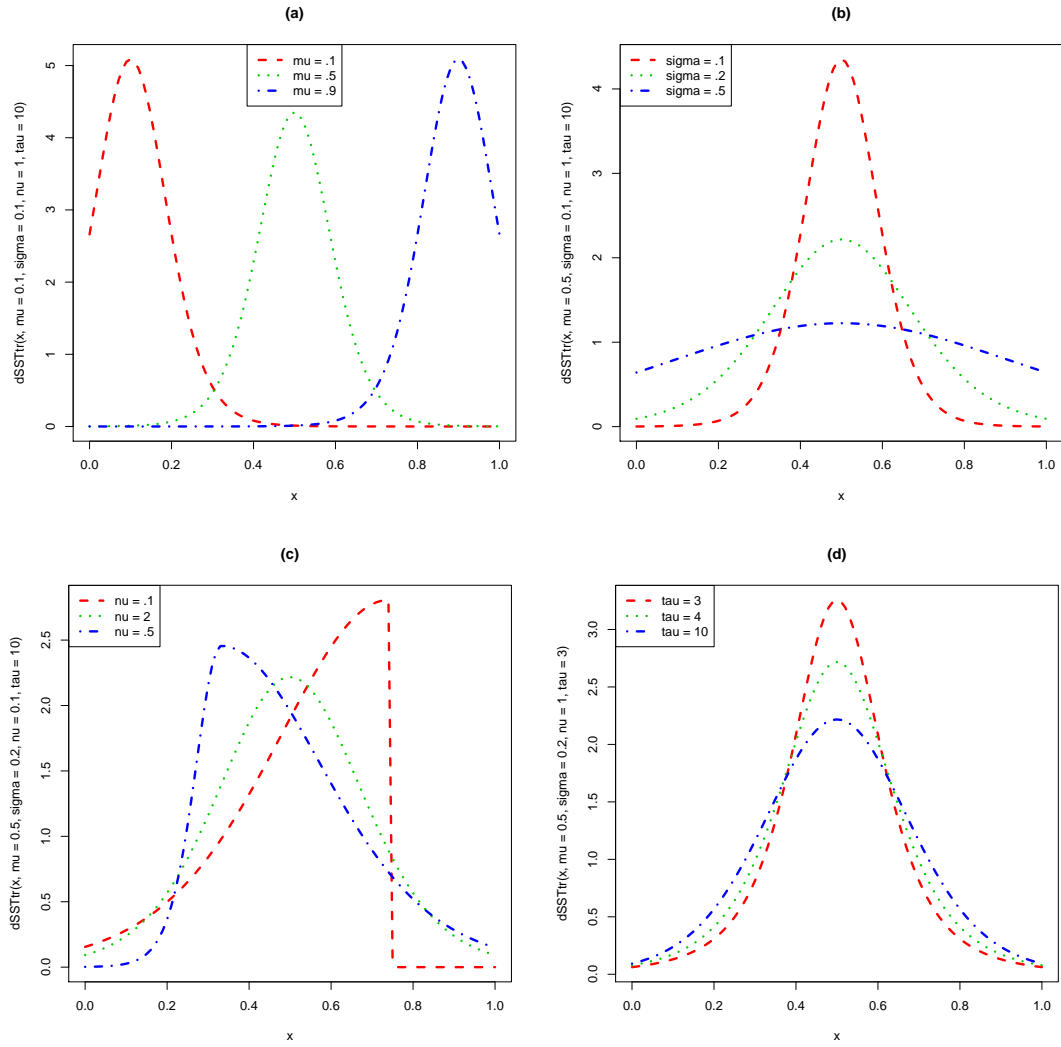 (a)
mu = .1
mu = .5
mu = .9
dSSTtr(x, mu = 0.1, sigma = 0.1, nu = 1, tau = 10)
0 1 2 3 4 5
0.0 0.2 0.4 0.6 0.8 1.0
x
(b)
sigma = .1
sigma = .2
sigma = .5
dSSTtr(x, mu = 0.5, sigma = 0.1, nu = 1, tau = 10)
0 1 2 3 4
0.0 0.2 0.4 0.6 0.8 1.0
x
(c)
nu = .1
nu = 2
nu = .5
dSSTtr(x, mu = 0.5, sigma = 0.2, nu = 0.1, tau = 10)
0.0 0.5 1.0 1.5 2.0 2.5
0.0 0.2 0.4 0.6 0.8 1.0
x
(d)
tau = 3
tau = 4
tau = 10
dSSTtr(x, mu = 0.5, sigma = 0.2, nu = 1, tau = 3)
0.0 0.5 1.0 1.5 2.0 2.5 3.0
0.0 0.2 0.4 0.6 0.8 1.0
x